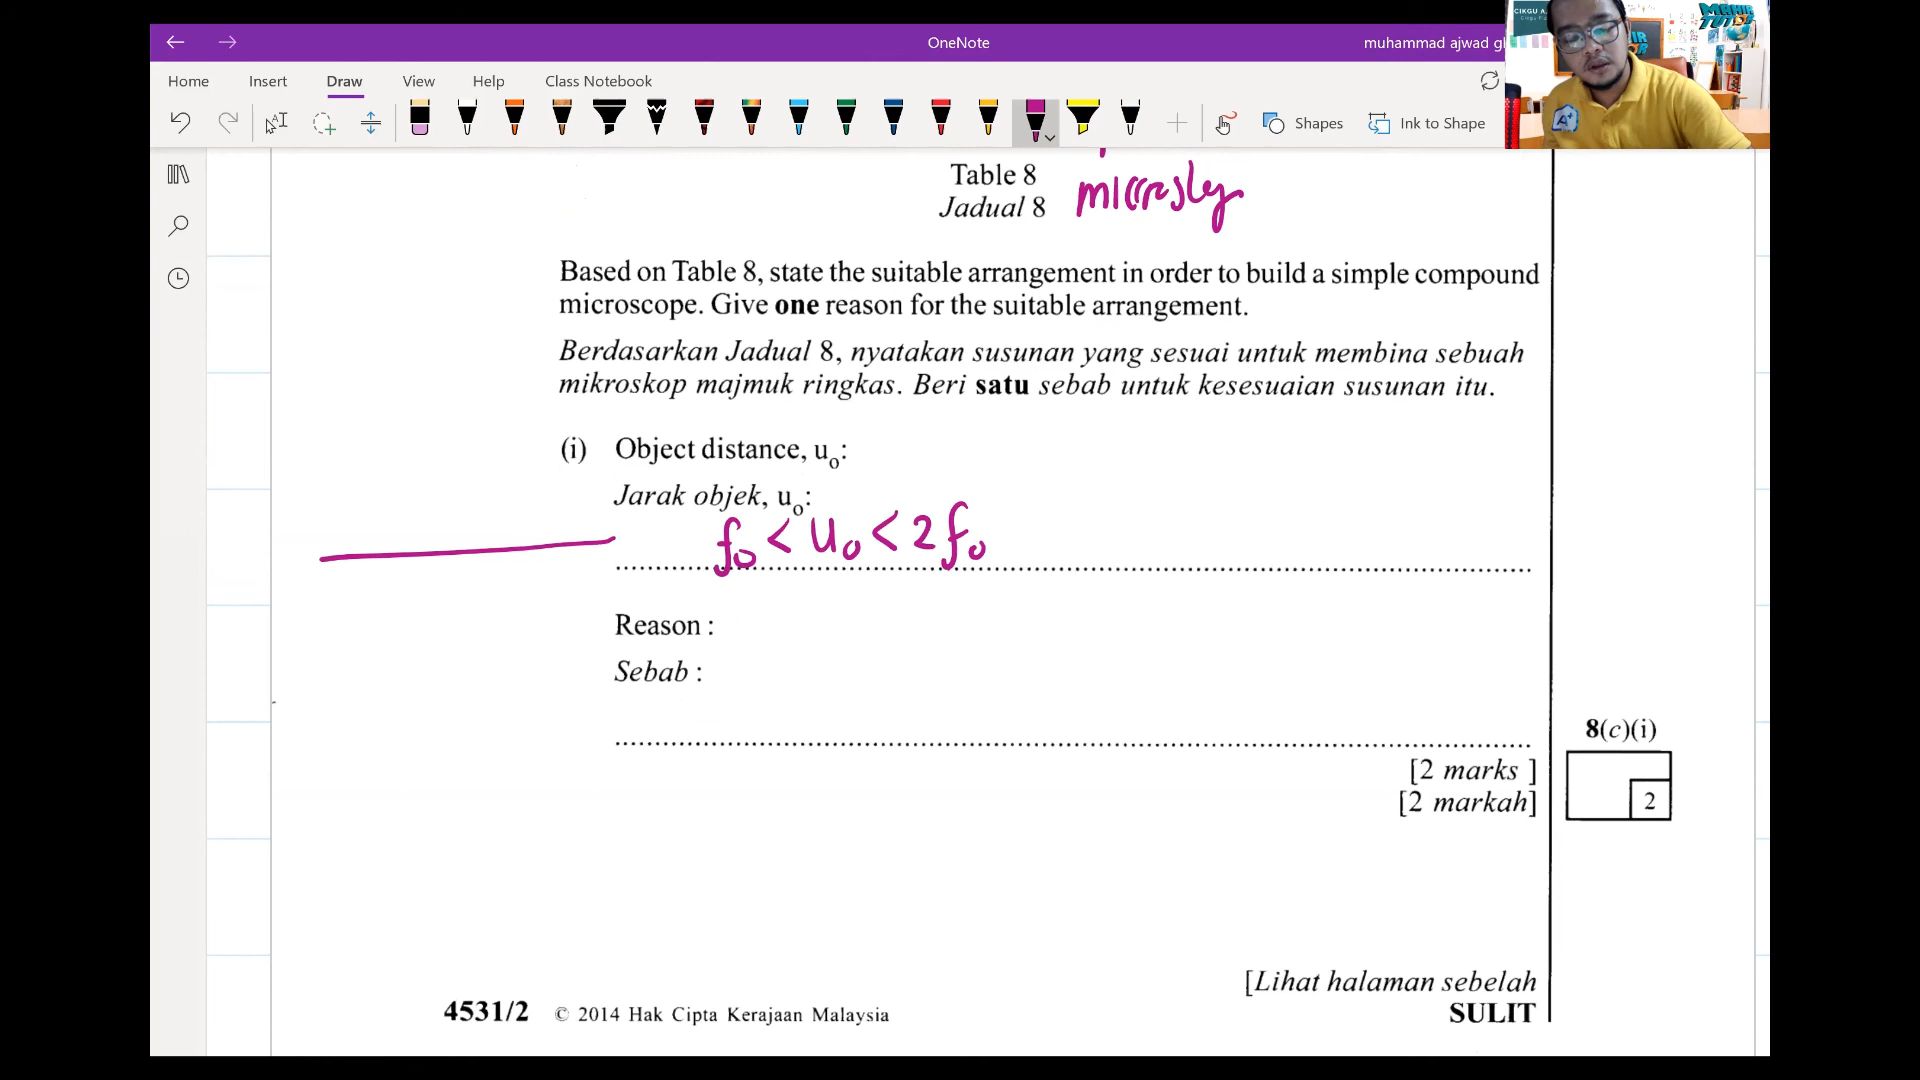 OneNote
muhammad ajwad gh
CIKGU A
MAHIR
TUTOR
A+
Home Insert Draw View Help Class Notebook
Shapes Ink to Shape
Table 8
Jadual 8
Based on Table 8, state the suitable arrangement in order to build a simple compound
microscope. Give one reason for the suitable arrangement.
Berdasarkan Jadual 8, nyatakan susunan yang sesuai untuk membina sebuah
mikroskop majmuk ringkas. Beri satu sebab untuk kesesuaian susunan itu.
(i) Object distance, uo:
Jarak objek, uo:
fo < uo < 2fo
Reason :
Sebab :
8(c)(i)
[2 marks ]
[2 markah]
2
[Lihat halaman sebelah
4531/2 © 2014 Hak Cipta Kerajaan Malaysia
SULIT